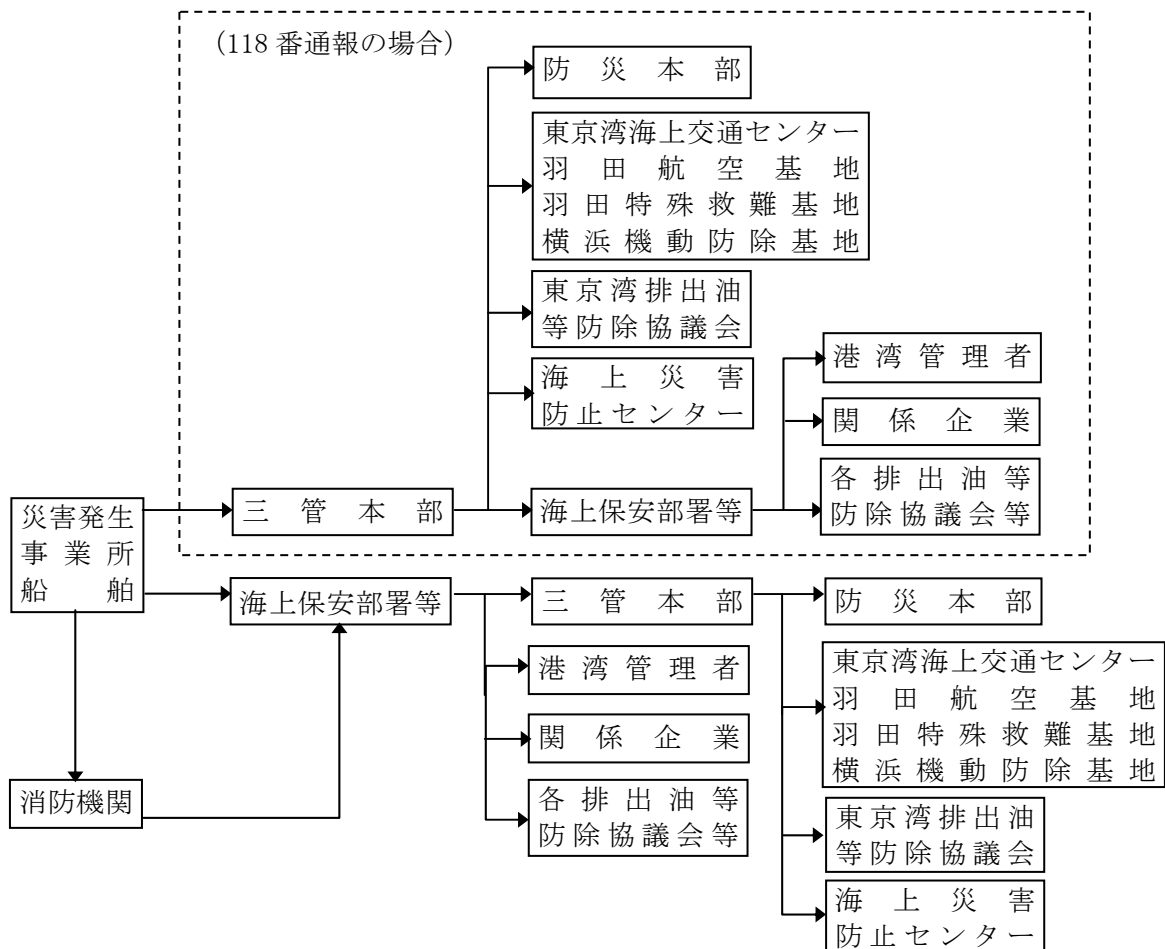 (118 番通報の場合)
防災本部
東京湾海上交通センター
羽田航空基地
羽田特殊救難基地
横浜機動防除基地
東京湾排出油
等防除協議会
海上災害
防止センター
港湾管理者
関係企業
各排出油等
防除協議会等
海上保安部署等
三管本部
災害発生
事業所
船舶
海上保安部署等
三管本部
防災本部
港湾管理者
東京湾海上交通センター
羽田航空基地
羽田特殊救難基地
横浜機動防除基地
関係企業
消防機関
各排出油等
防除協議会等
東京湾排出油
等防除協議会
海上災害
防止センター